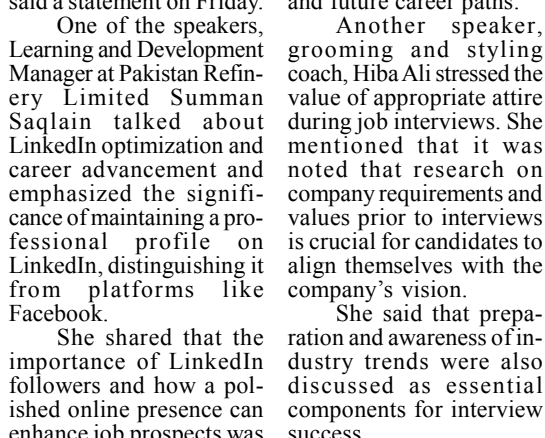 said a statement on Friday.
One of the speakers,
Learning and Development
Manager at Pakistan Refin-
ery Limited Summan
Saqlain talked about
LinkedIn optimization and
career advancement and
emphasized the signifi-
cance of maintaining a pro-
fessional profile on
LinkedIn, distinguishing it
from platforms like
Facebook.
She shared that the
importance of LinkedIn
followers and how a pol-
ished online presence can
enhance job prospects was
and future career paths.
Another speaker,
grooming and styling
coach, Hiba Ali stressed the
value of appropriate attire
during job interviews. She
mentioned that it was
noted that research on
company requirements and
values prior to interviews
is crucial for candidates to
align themselves with the
company's vision.
She said that prepa-
ration and awareness of in-
dustry trends were also
discussed as essential
components for interview
success.